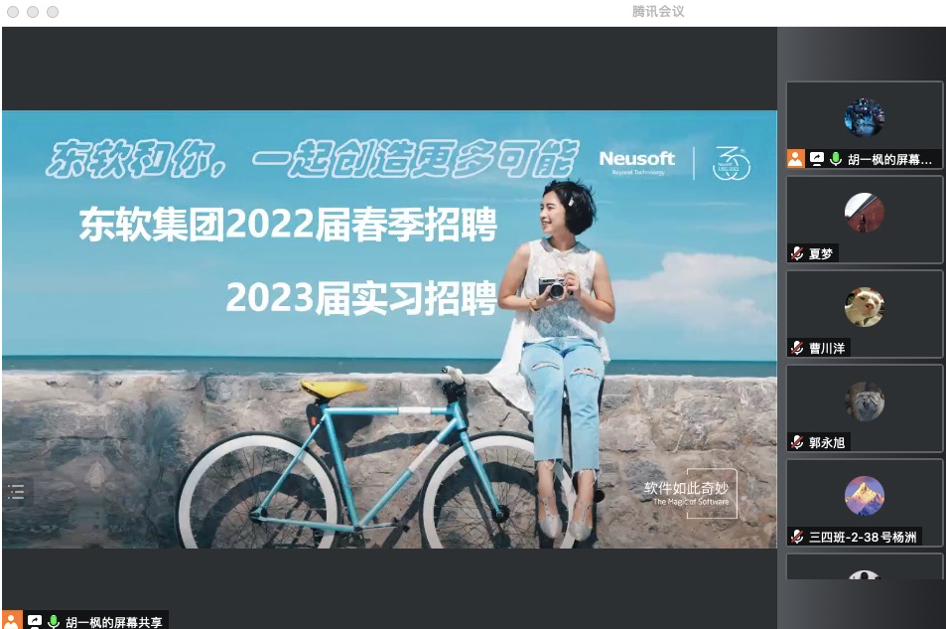 腾讯会议
东软和你，一起创造更多可能
Neusoft
Beyond Technology
东软集团2022届春季招聘
2023届实习招聘
软件如此奇妙
The Magic of Software
胡一枫的屏幕共享
胡一枫的屏幕...
夏梦
曹川洋
郭永旭
三四班-2-38号杨洲